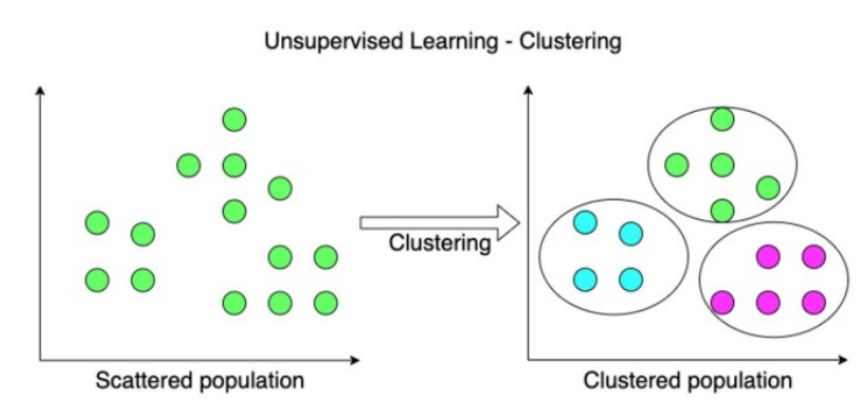 Unsupervised Learning - Clustering
Clustering
Scattered population
Clustered population